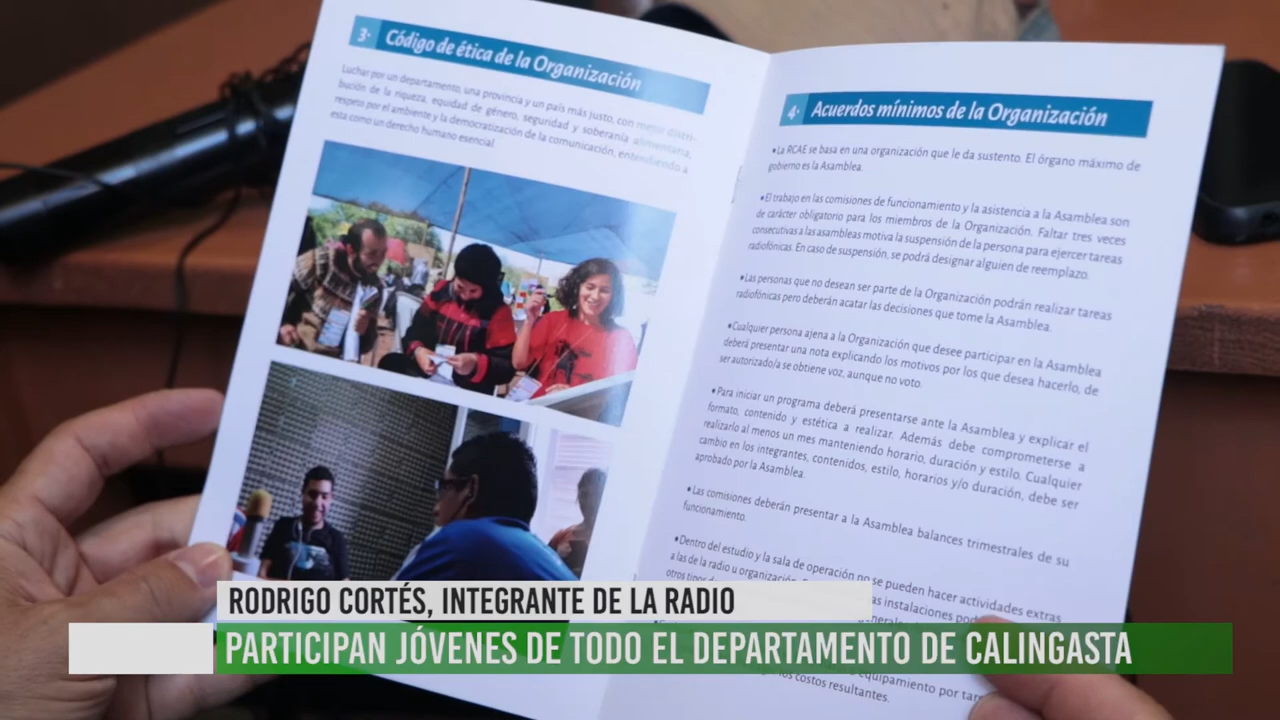 3· Código de ética de la Organización
Luchar por un departamento, una provincia y un país más justo, con mejor distri-
bución de la riqueza, equidad de género, seguridad y soberanía alimentaria,
respeto por el ambiente y la democratización de la comunicación, entendiendo a
esta como un derecho humano esencial.
4· Acuerdos mínimos de la Organización
•La RCAE se basa en una organización que le da sustento. El órgano máximo de
gobierno es la Asamblea.
•El trabajo en las comisiones de funcionamiento y la asistencia a la Asamblea son
de carácter obligatorio para los miembros de la Organización. Faltar tres veces
consecutivas a las asambleas motiva la suspensión de la persona para ejercer tareas
radiofónicas. En caso de suspensión, se podrá designar alguien de reemplazo.
•Las personas que no desean ser parte de la Organización podrán realizar tareas
radiofónicas pero deberán acatar las decisiones que tome la Asamblea.
•Cualquier persona ajena a la Organización que desee participar en la Asamblea
deberá presentar una nota explicando los motivos por los que desea hacerlo, de
ser autorizado/a se obtiene voz, aunque no voto.
•Para iniciar un programa deberá presentarse ante la Asamblea y explicar el
formato, contenido y estética a realizar. Además debe comprometerse a
realizarlo al menos un mes manteniendo horario, duración y estilo. Cualquier
cambio en los integrantes, contenidos, estilo, horarios y/o duración, debe ser
aprobado por la Asamblea.
•Las comisiones deberán presentar a la Asamblea balances trimestrales de su
funcionamiento.
•Dentro del estudio y la sala de operación no se pueden hacer actividades extras
a las de la radio u organización.
otros tipos
instalaciones
equipamiento por
costos resultantes.
RODRIGO CORTÉS, INTEGRANTE DE LA RADIO
PARTICIPAN JÓVENES DE TODO EL DEPARTAMENTO DE CALINGASTA